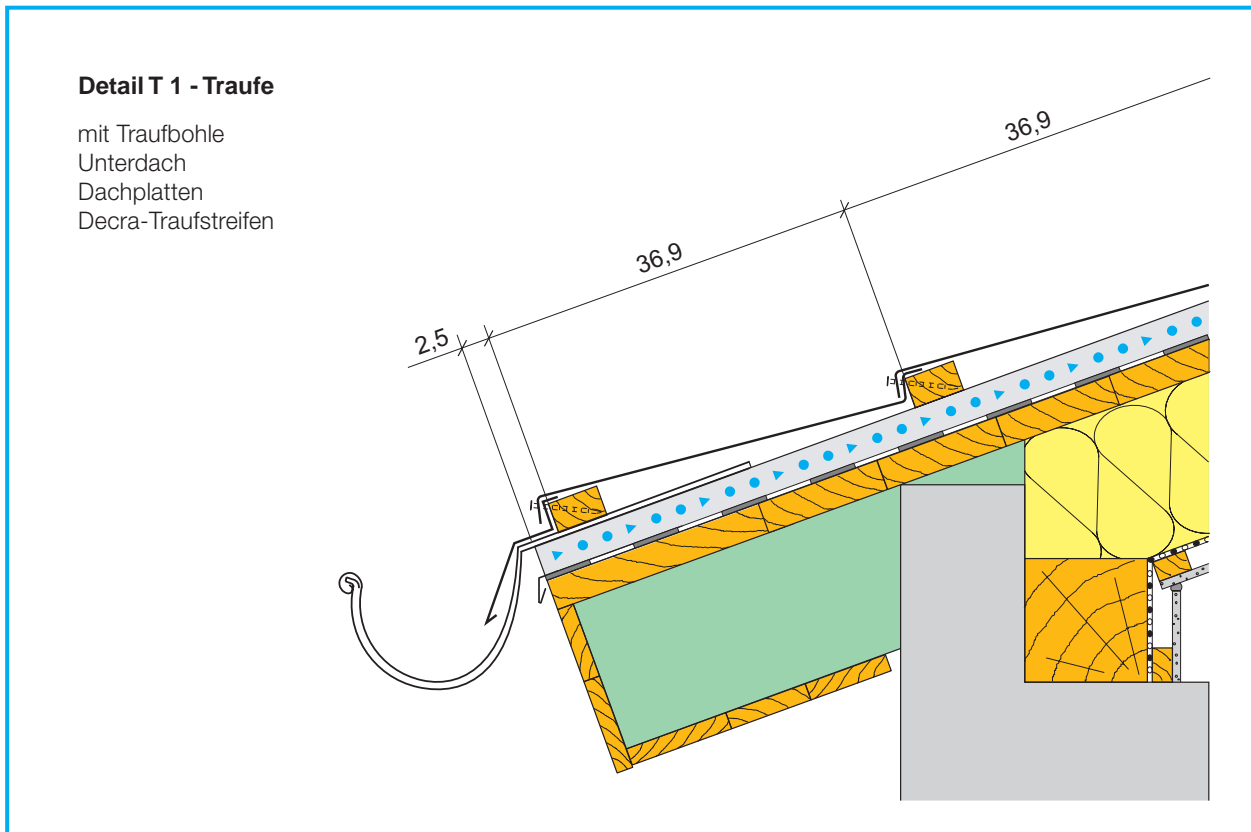 Detail T 1 - Traufe
mit Traufbohle
Unterdach
Dachplatten
Decra-Traufstreifen
36,9
36,9
2,5